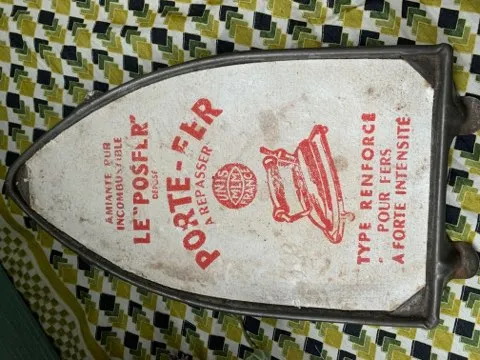 AMIANTE PUR
INCOMBUSTIBLE
LE "POSFER"
DÉPOSÉ
PORTE-FER
A REPASSER
UNIS
FRANCE
TYPE RENFORCÉ
POUR FERS
A FORTE INTENSITÉ